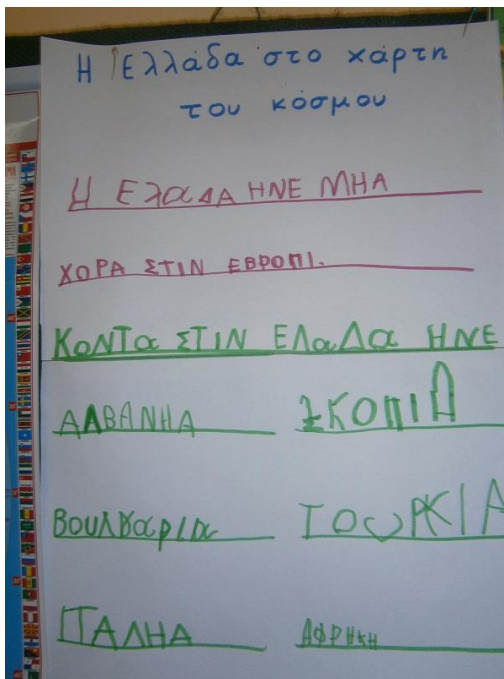 Η Ελλάδα στο χάρτη
του κόσμου
Η ΕλαΔΑ ΗΝΕ ΜΗΑ
ΧΟΡΑ ΣΤΙΝ ΕΒΡΟΠΙ.
ΚΟΝΤα ΣΤΙΝ ΕΛαΔα ΗΝΕ
ΑΛΒΑΝΗΑ ΣΚΟΠΙΑ
ΒΟυΛγαΡΙα ΤΟυΡΚΙΑ
ΙΤΑΛΗΑ ΑΦΡΗΚΗ